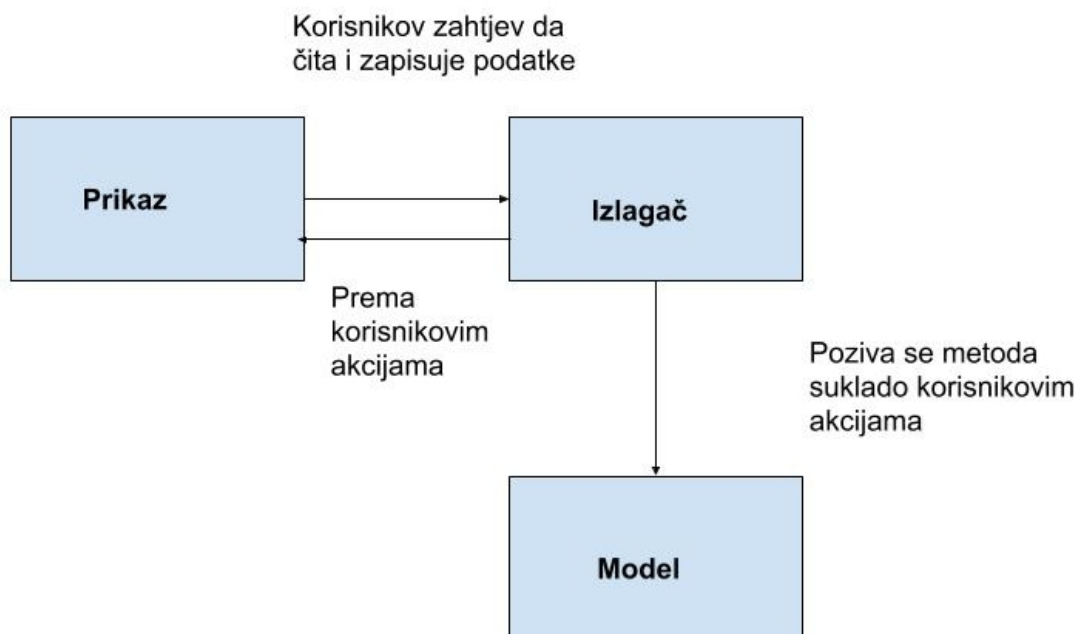 Korisnikov zahtjev da
čita i zapisuje podatke
Prikaz
Izlagač
Prema
korisnikovim
akcijama
Poziva se metoda
suklado korisnikovim
akcijama
Model